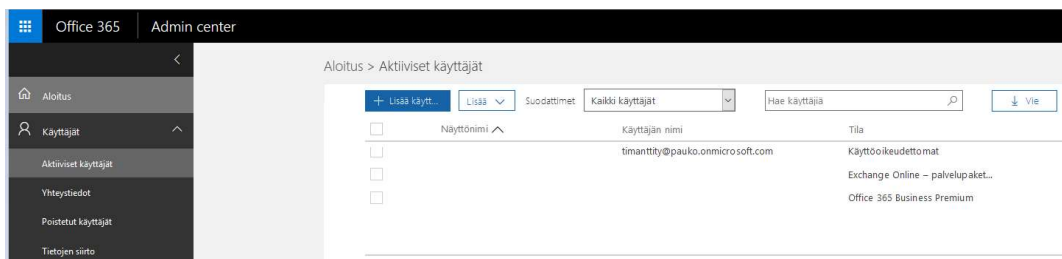 Office 365 Admin center
Aloitus > Aktiiviset käyttäjät
Aloitus
Käyttäjät
Aktiiviset käyttäjät
Yhteystiedot
Poistetut käyttäjät
Tietojen siirto
+ Lisää käytt... Lisää Suodattimet Kaikki käyttäjät Hae käyttäjiä Vie
Näyttönimi Käyttäjän nimi Tila
timanttity@pauko.onmicrosoft.com Käyttöoikeudettomat
Exchange Online – palvelupaket...
Office 365 Business Premium